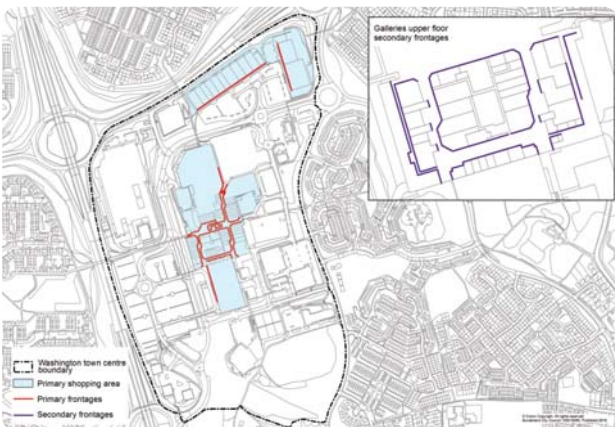 Galleries upper floor
secondary frontages
Washington town centre
boundary
Primary shopping area
Primary frontages
Secondary frontages